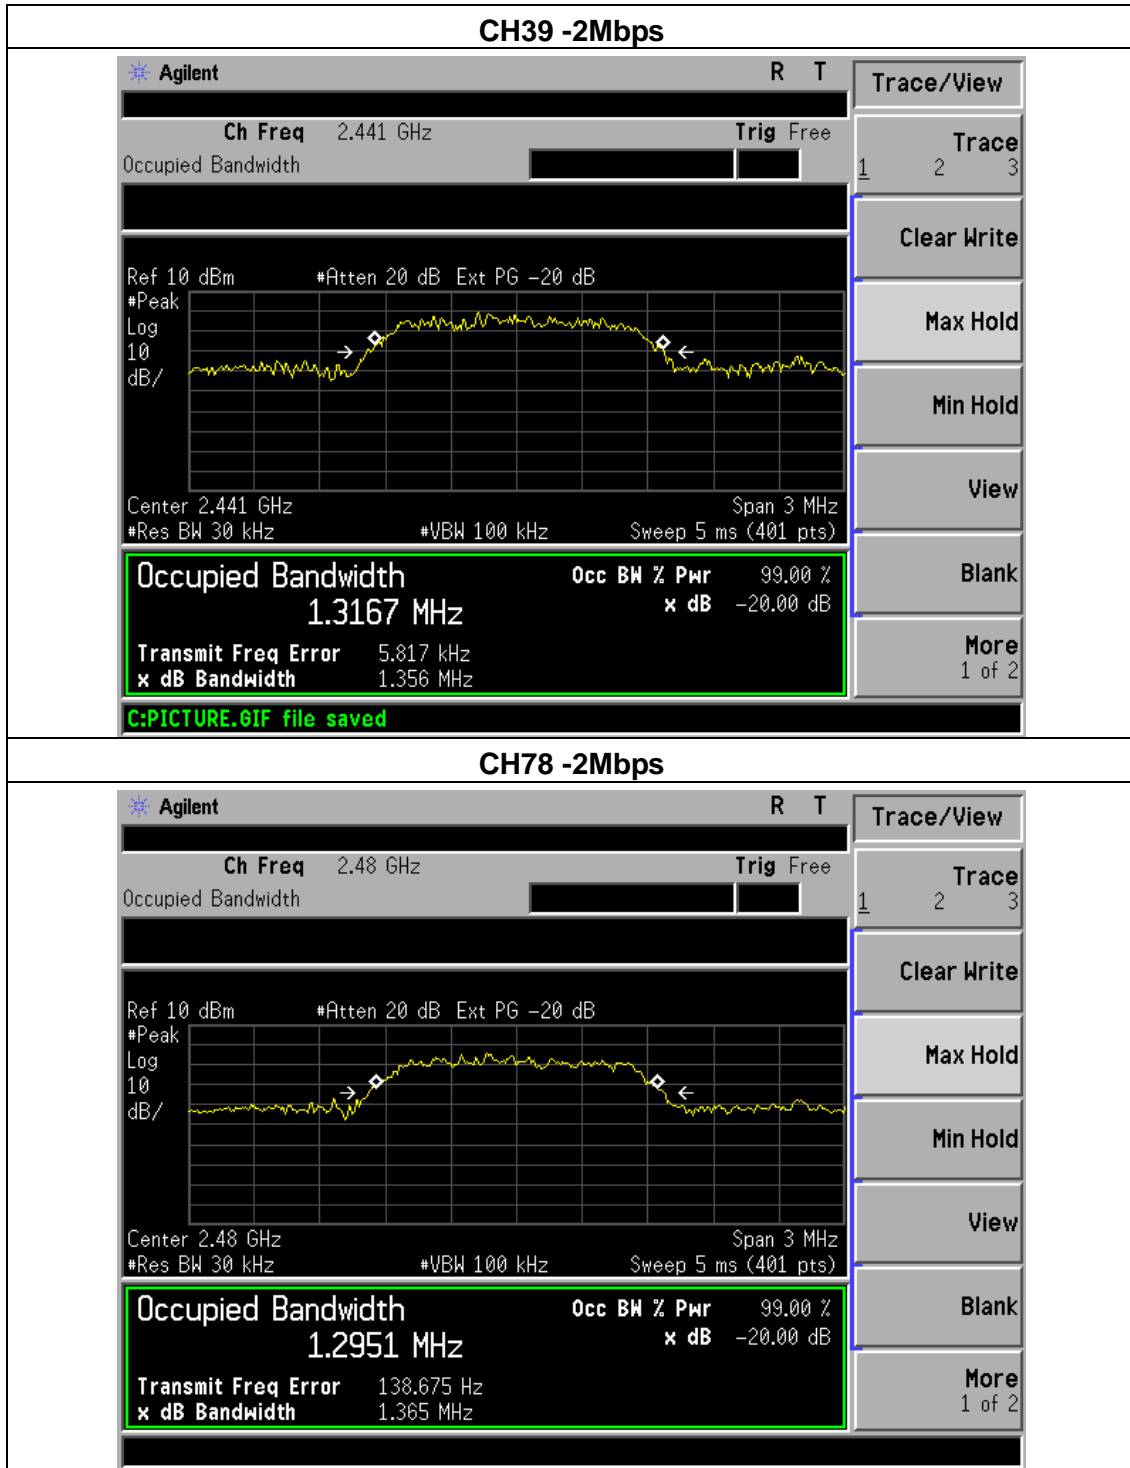 CH39 -2Mbps
Agilent R T Trace/View
Ch Freq 2.441 GHz Trig Free
Occupied Bandwidth
Trace
1 2 3
Clear Write
Max Hold
Min Hold
View
Blank
More
1 of 2
Ref 10 dBm #Atten 20 dB Ext PG -20 dB
#Peak
Log
10
dB/
Center 2.441 GHz Span 3 MHz
#Res BW 30 kHz #VBW 100 kHz Sweep 5 ms (401 pts)
Occupied Bandwidth Occ BW % Pwr 99.00 %
1.3167 MHz x dB -20.00 dB
Transmit Freq Error 5.817 kHz
x dB Bandwidth 1.356 MHz
C:PICTURE.GIF file saved
CH78 -2Mbps
Agilent R T Trace/View
Ch Freq 2.48 GHz Trig Free
Occupied Bandwidth
Trace
1 2 3
Clear Write
Max Hold
Min Hold
View
Blank
More
1 of 2
Ref 10 dBm #Atten 20 dB Ext PG -20 dB
#Peak
Log
10
dB/
Center 2.48 GHz Span 3 MHz
#Res BW 30 kHz #VBW 100 kHz Sweep 5 ms (401 pts)
Occupied Bandwidth Occ BW % Pwr 99.00 %
1.2951 MHz x dB -20.00 dB
Transmit Freq Error 138.675 Hz
x dB Bandwidth 1.365 MHz